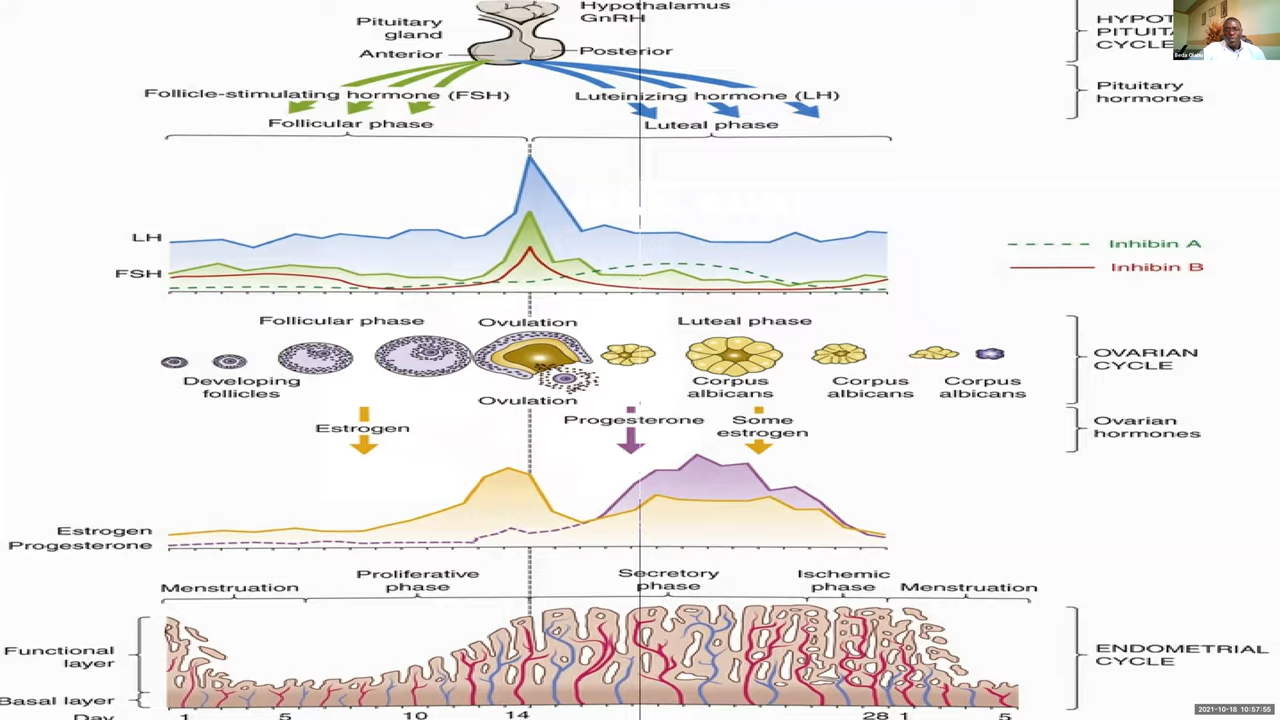 Hypothalamus
GnRH
Pituitary
gland
Anterior
Posterior
HYPOT
PITUIT
CYCLE
Beda Olabu
Pituitary
hormones
Follicle-stimulating hormone (FSH)
Luteinizing hormone (LH)
Follicular phase
Luteal phase
LH
FSH
Inhibin A
Inhibin B
Follicular phase
Ovulation
Luteal phase
OVARIAN
CYCLE
Developing
follicles
Ovulation
Corpus
albicans
Corpus
albicans
Corpus
albicans
Estrogen
Progesterone
Some
estrogen
Ovarian
hormones
Estrogen
Progesterone
Menstruation
Proliferative
phase
Secretory
phase
Ischemic
phase
Menstruation
Functional
layer
Basal layer
ENDOMETRIAL
CYCLE
Day
1 5 10 14 28 1 5
2021-10-18 10:57:55